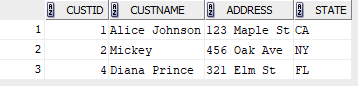 CUSTID CUSTNAME ADDRESS STATE
1 1 Alice Johnson 123 Maple St CA
2 2 Mickey 456 Oak Ave NY
3 4 Diana Prince 321 Elm St FL